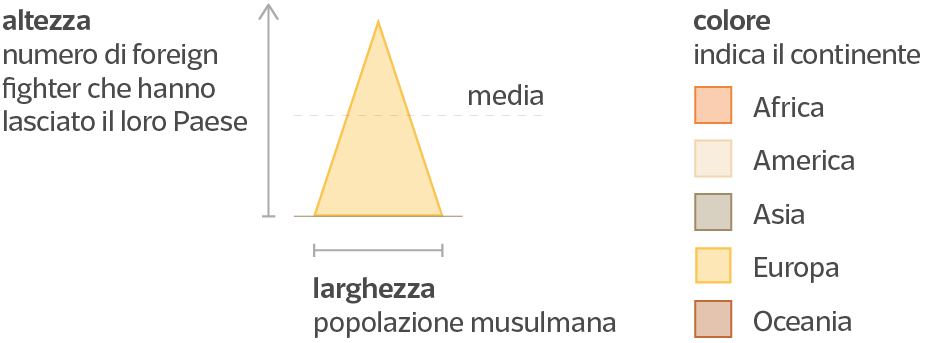 altezza
numero di foreign
fighter che hanno
lasciato il loro Paese
media
larghezza
popolazione musulmana
colore
indica il continente
Africa
America
Asia
Europa
Oceania